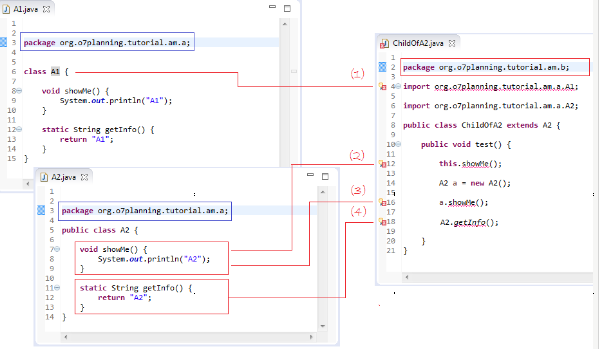 A1.java
1
2
3 package org.o7planning.tutorial.am.a;
4
5
6 class A1 {
7
8 void showMe() {
9 System.out.println("A1");
10 }
11
12 static String getInfo() {
13 return "A1";
14 }
15 }
A2.java
1
2
3 package org.o7planning.tutorial.am.a;
4
5 public class A2 {
6
7 void showMe() {
8 System.out.println("A2");
9 }
10
11 static String getInfo() {
12 return "A2";
13 }
14 }
(1)
(2)
(3)
(4)
ChildOfA2.java
1
2 package org.o7planning.tutorial.am.b;
3
4 import org.o7planning.tutorial.am.a.A1;
5
6 import org.o7planning.tutorial.am.a.A2;
7
8 public class ChildOfA2 extends A2 {
9
10 public void test() {
11
12 this.showMe();
13
14 A2 a = new A2();
15
16 a.showMe();
17
18 A2.getInfo();
19
20 }
21 }